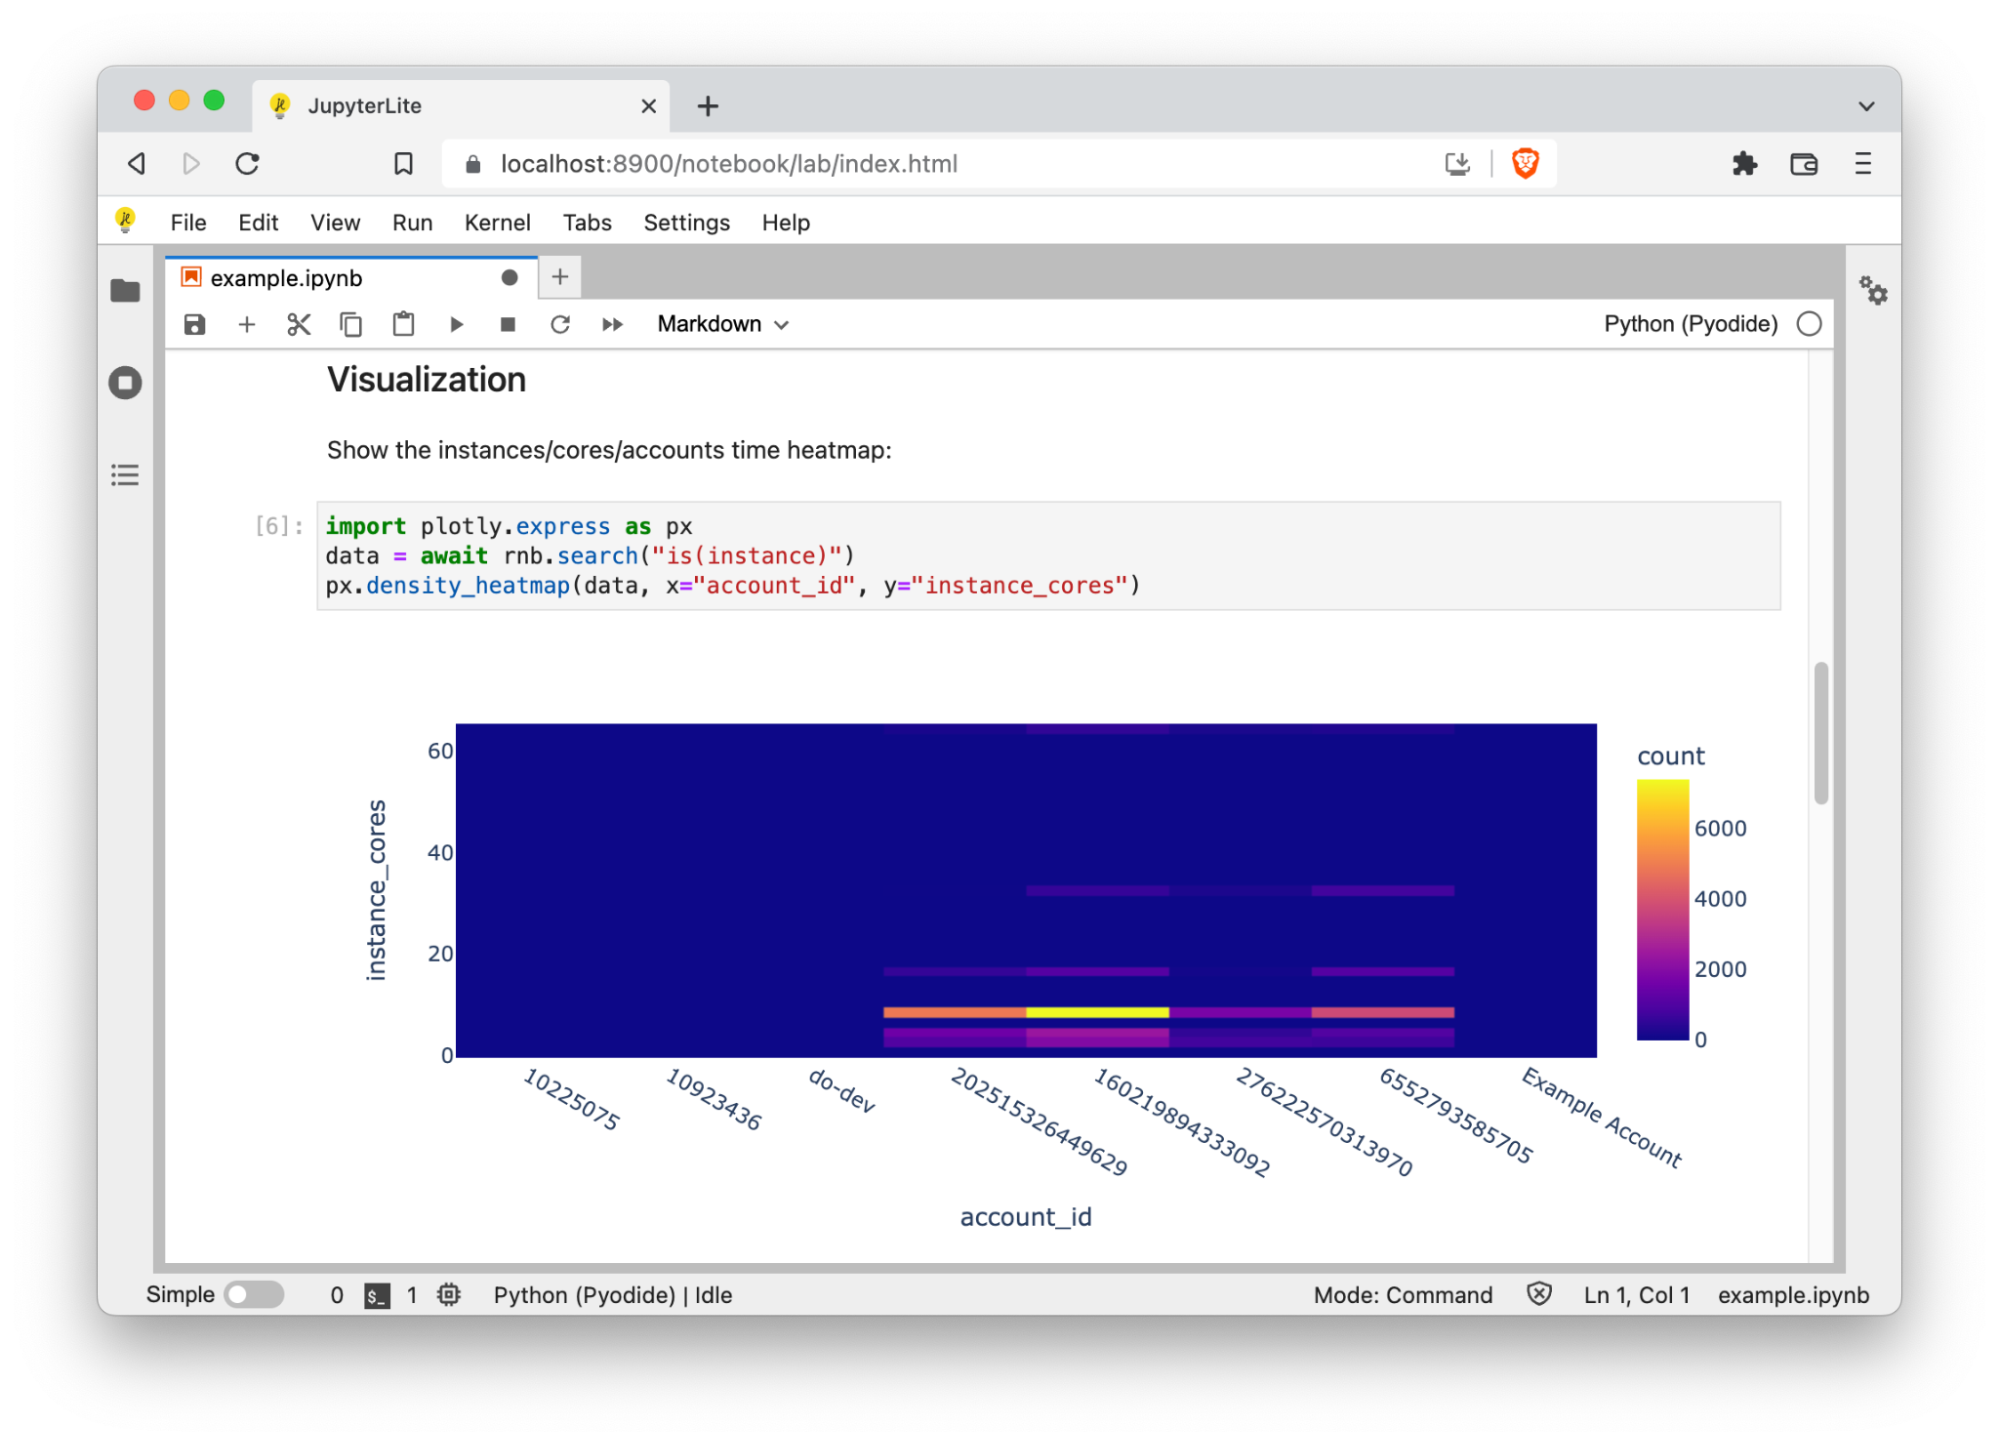 JupyterLite
localhost:8900/notebook/lab/index.html
File Edit View Run Kernel Tabs Settings Help
example.ipynb
Markdown
Python (Pyodide)
Visualization
Show the instances/cores/accounts time heatmap:
[6]:
import plotly.express as px
data = await rnb.search("is(instance)")
px.density_heatmap(data, x="account_id", y="instance_cores")
60
40
20
0
instance_cores
count
6000
4000
2000
0
10225075
10923436
do-dev
202515326449629
160219894333092
276222570313970
6552793585705
Example Account
account_id
Simple 0 $_ 1 Python (Pyodide) | Idle Mode: Command Ln 1, Col 1 example.ipynb